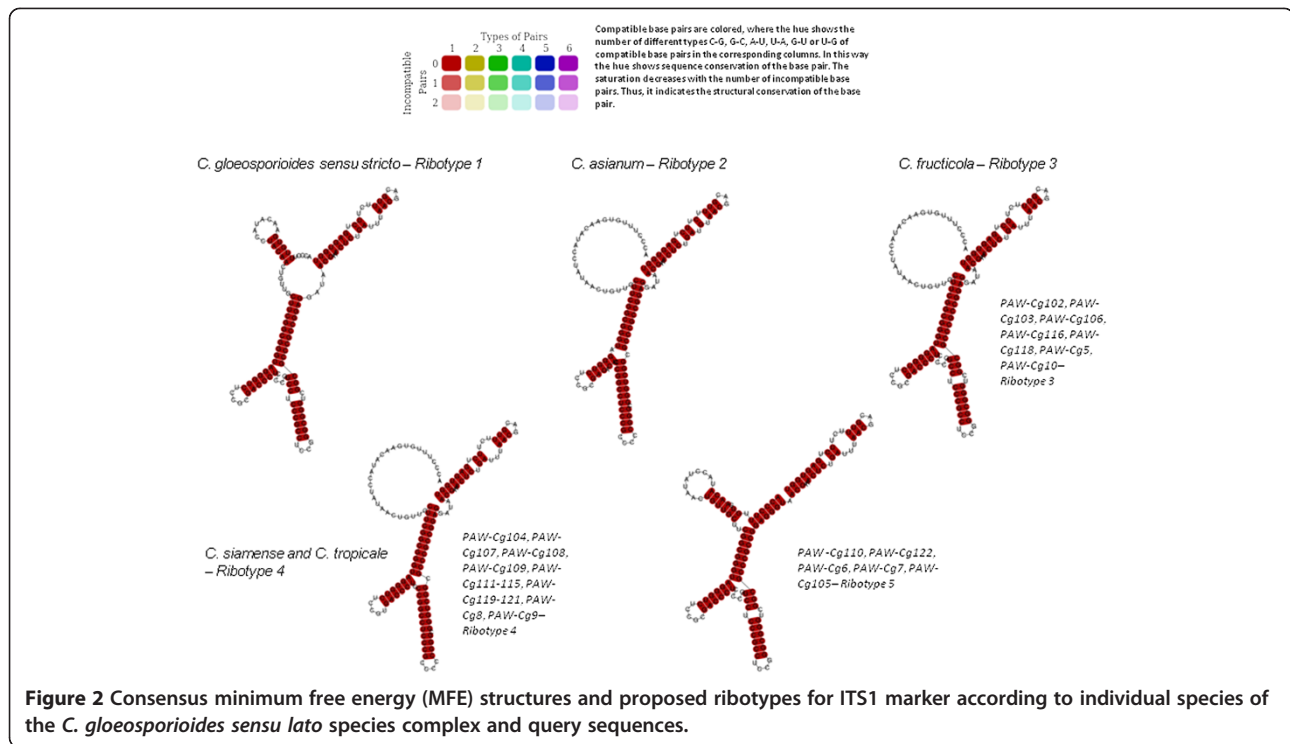 Types of Pairs
1 2 3 4 5 6
Incompatible
Pairs
0
1
2
Compatible base pairs are colored, where the hue shows the
number of different types C-G, G-C, A-U, U-A, G-U or U-G of
compatible base pairs in the corresponding columns. In this way
the hue shows sequence conservation of the base pair. The
saturation decreases with the number of incompatible base
pairs. Thus, it indicates the structural conservation of the base
pair.
C. gloeosporioides sensu stricto – Ribotype 1
C. asianum – Ribotype 2
C. fructicola – Ribotype 3
PAW-Cg102, PAW-
Cg103, PAW-Cg106,
PAW-Cg116, PAW-
Cg118, PAW-Cg5,
PAW-Cg10–
Ribotype 3
C. siamense and C. tropicale
– Ribotype 4
PAW-Cg104, PAW-
Cg107, PAW-Cg108,
PAW-Cg109, PAW-
Cg111-115, PAW-
Cg119-121, PAW-
Cg8, PAW-Cg9–
Ribotype 4
PAW-Cg110, PAW-Cg122,
PAW-Cg6, PAW-Cg7, PAW-
Cg105– Ribotype 5
Figure 2 Consensus minimum free energy (MFE) structures and proposed ribotypes for ITS1 marker according to individual species of
the C. gloeosporioides sensu lato species complex and query sequences.